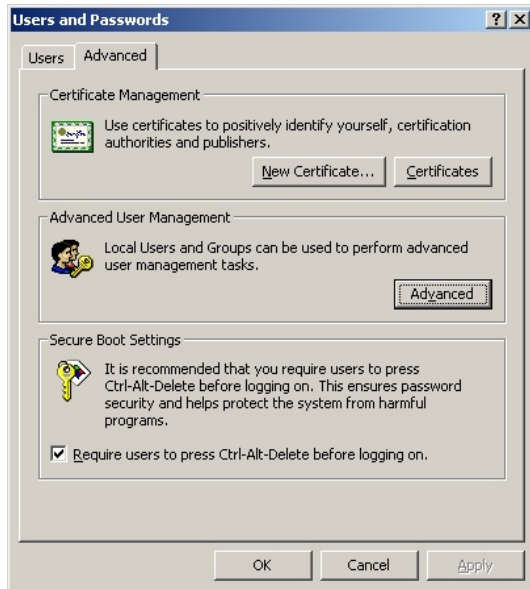 Users and Passwords
Users
Advanced
Certificate Management
Use certificates to positively identify yourself, certification
authorities and publishers.
New Certificate...
Certificates
Advanced User Management
Local Users and Groups can be used to perform advanced
user management tasks.
Advanced
Secure Boot Settings
It is recommended that you require users to press
Ctrl-Alt-Delete before logging on. This ensures password
security and helps protect the system from harmful
programs.
Require users to press Ctrl-Alt-Delete before logging on.
OK
Cancel
Apply